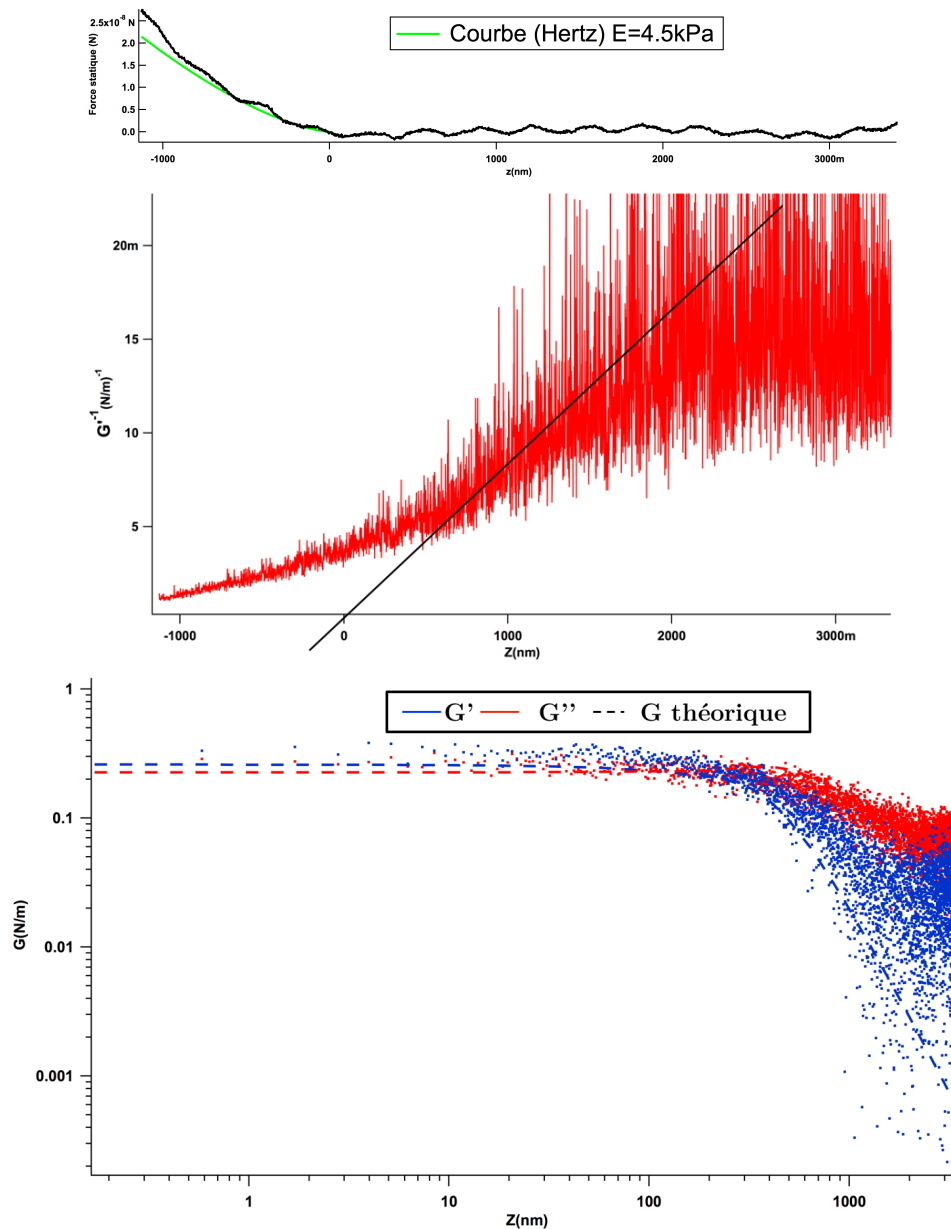 Courbe (Hertz) E=4.5kPa
Force statique (N)
2.5x10⁻⁸ N
2.0
1.5
1.0
0.5
0.0
-1000
0
1000
2000
3000m
z(nm)
G'⁻¹ (N/m)⁻¹
20m
15
10
5
-1000
0
1000
2000
3000m
Z(nm)
G' G'' G théorique
G(N/m)
1
0.1
0.01
0.001
1
10
100
1000
Z(nm)